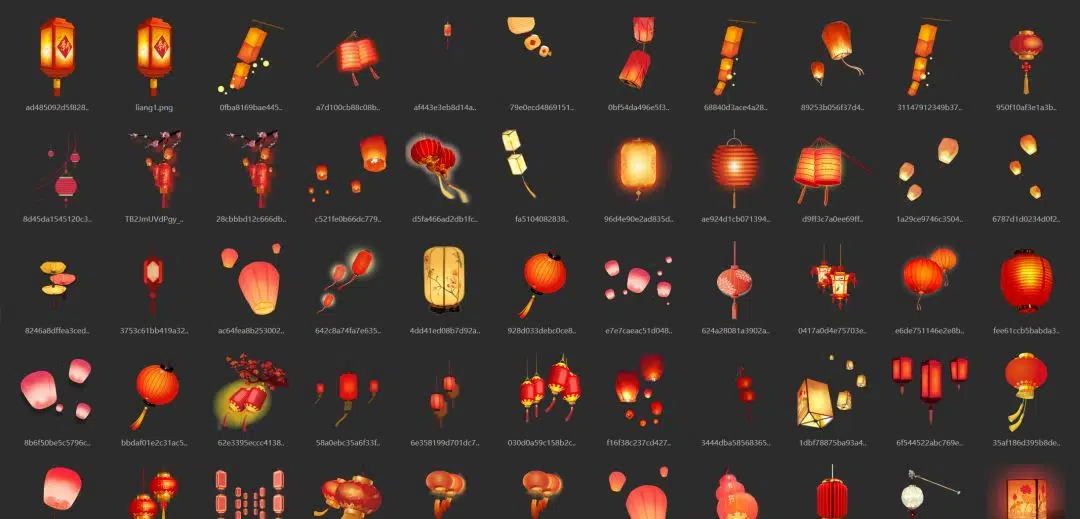 ad485092d5f828..
liang1.png
0fba8169bae445..
a7d100cb88c08b..
af443e3eb8d14a..
79e0ecd4869151..
0bf54da496e5f3..
68840d3ace4a28..
89253b056f37d4..
31147912349b37..
950f10af3e1a3b..
8d45da1545120c3..
TB2JmUVdPgy_..
28cbbbd12c666db..
c521fe0b66dc779..
d5fa466ad2db1fc..
fa5104082838..
96d4e90e2ad835d..
ae924d1cb071394..
d9ff3c7a0ee69ff..
1a29ce9746c3504..
6787d1d0234d0f2..
8246a8dffea3ced..
3753c61bb419a32..
ac64fea8b253002..
642c8a74fa7e635..
4dd41ed08b7d92a..
928d033debc0ce8..
e7e7caeac51d048..
624a28081a3902a..
0417a0d4e75703e..
e6de751146e2e8b..
fee61ccb5babda3..
8b6f50be5c5796c..
bbdaf01e2c31ac5..
62e3395eccc4138..
58a0ebc35a6f33f..
6e358199d701dc7..
030d0a59c158b2c..
f16f38c237cd427..
3444dba58568365..
1dbf78875ba93a4..
6f544522abc769e..
35af186d395b8de..